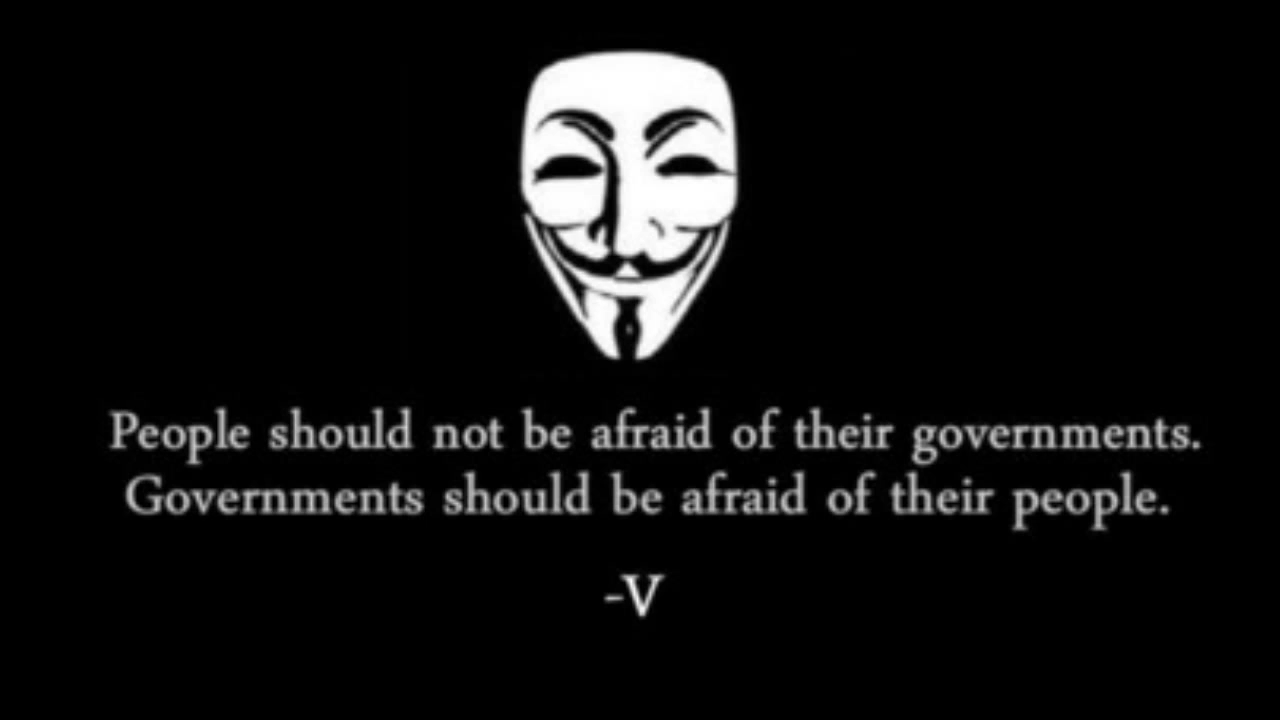 People should not be afraid of their governments.
Governments should be afraid of their people.
-V